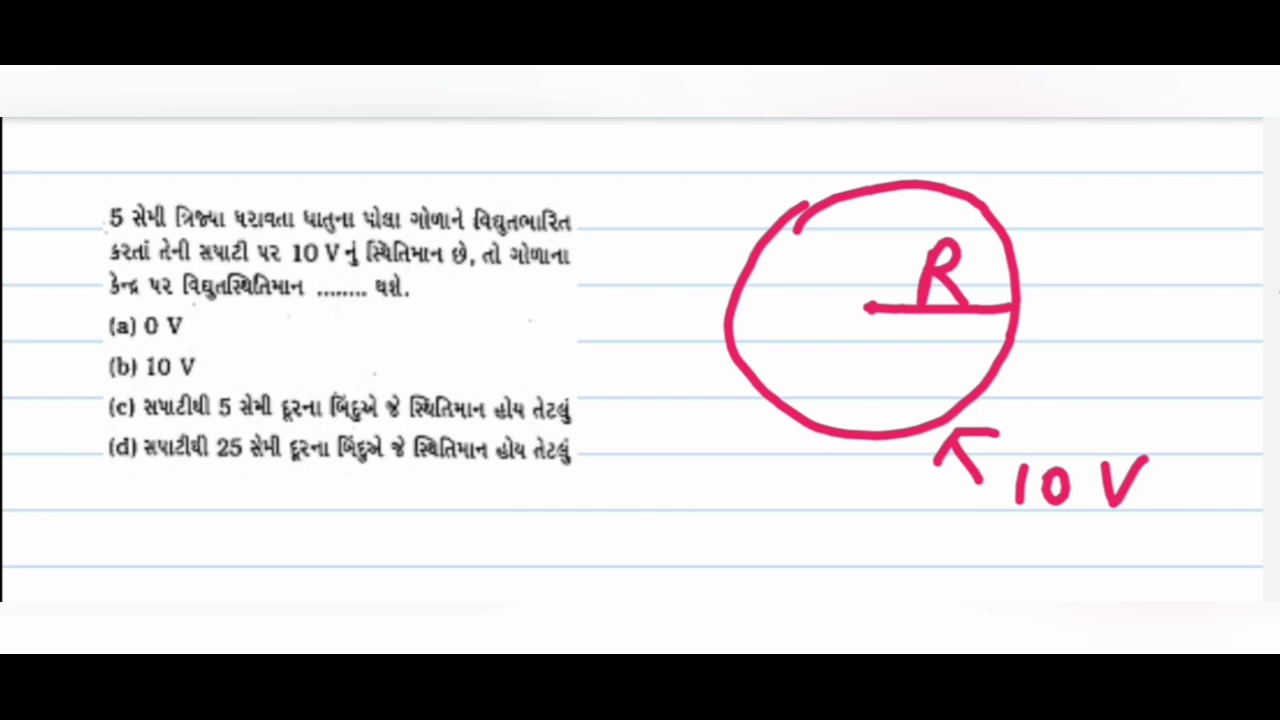 5 સેમી ત્રિજ્યા ધરાવતા ધાતુના પોલા ગોળાને વિદ્યુતભારિત
કરતાં તેની સપાટી પર 10 V નું સ્થિતિમાન છે, તો ગોળાના
કેન્દ્ર પર વિદ્યુતસ્થિતિમાન ........ થશે.
(a) 0 V
(b) 10 V
(c) સપાટીથી 5 સેમી દૂરના બિંદુએ જે સ્થિતિમાન હોય તેટલું
(d) સપાટીથી 25 સેમી દૂરના બિંદુએ જે સ્થિતિમાન હોય તેટલું
R
10 V